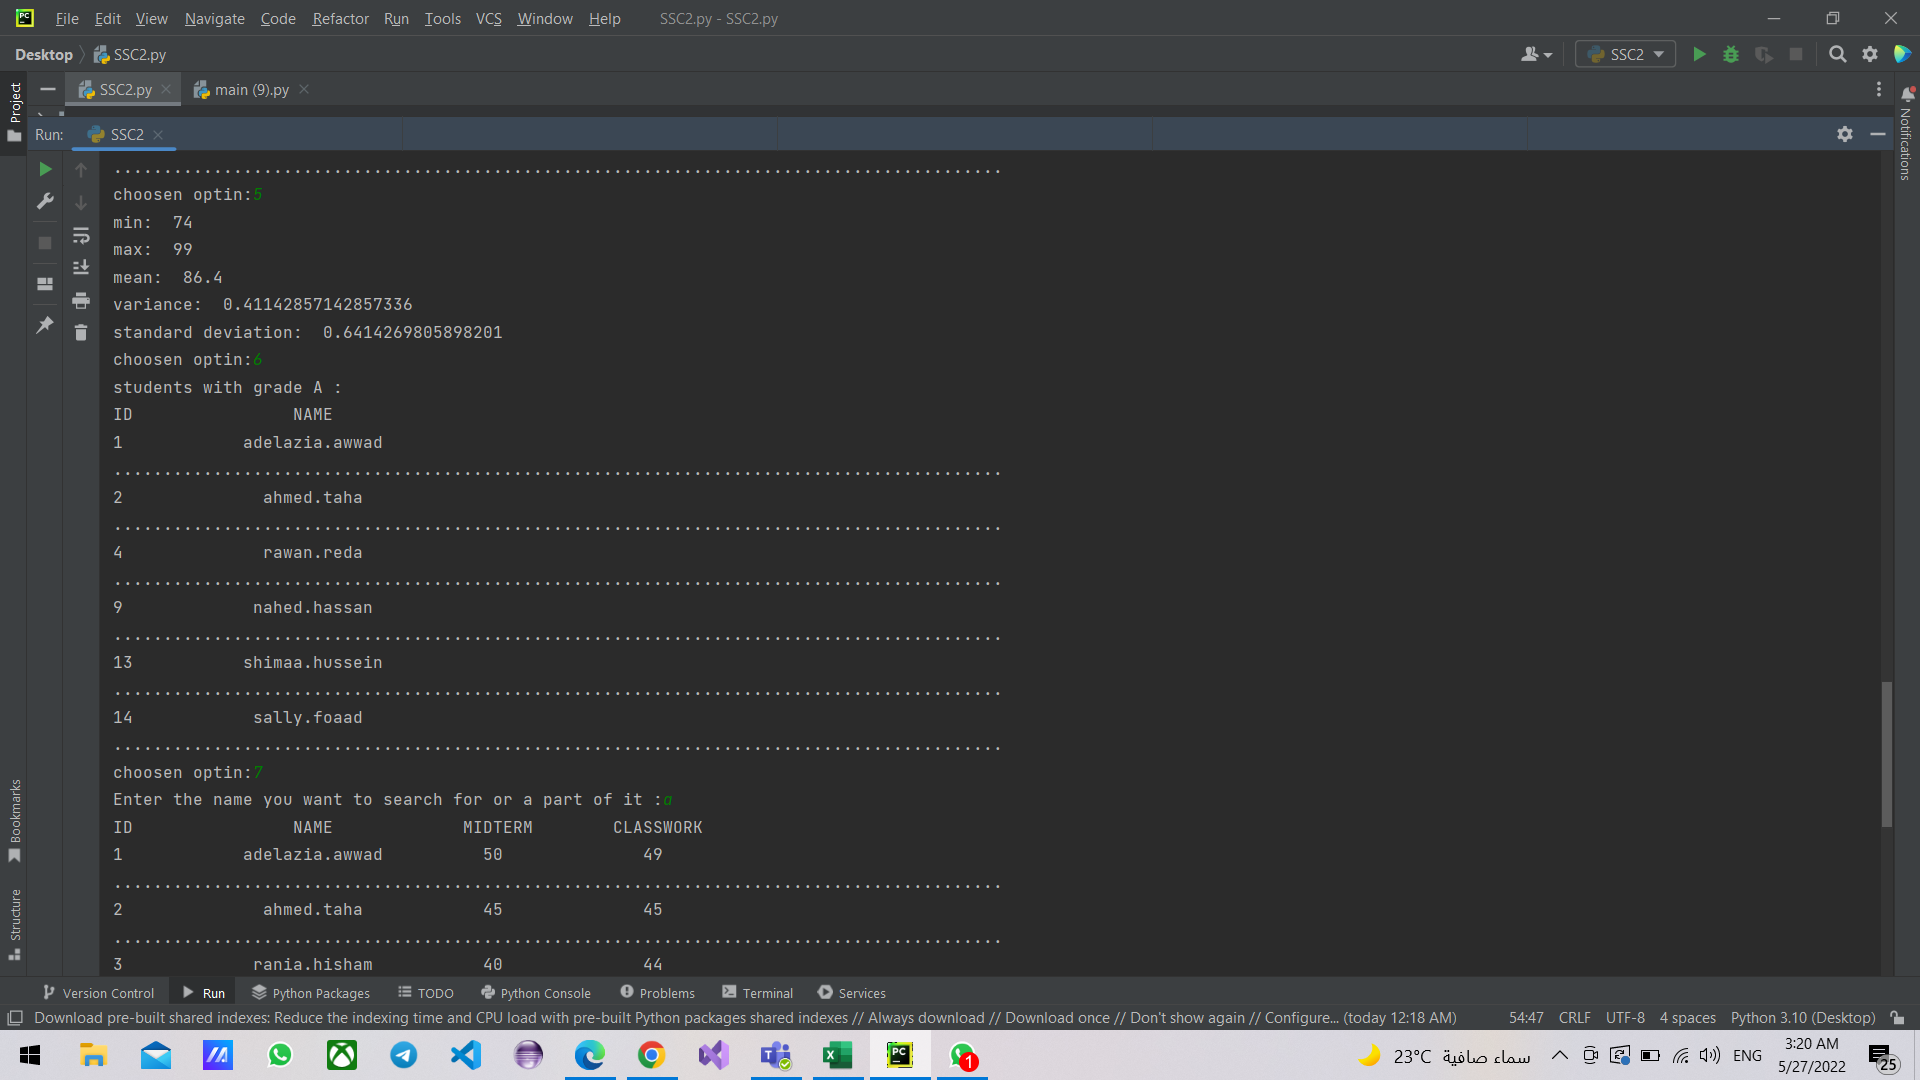 File Edit View Navigate Code Refactor Run Tools VCS Window Help SSC2.py - SSC2.py
Desktop SSC2.py SSC2
SSC2.py main (9).py
Project
Notifications
Run: SSC2
................................................................................
choosen optin:5
min:  74
max:  99
mean:  86.4
variance:  0.41142857142857336
standard deviation:  0.6414269805898201
choosen optin:6
students with grade A :
ID NAME
1 adelazia.awwad
................................................................................
2 ahmed.taha
................................................................................
4 rawan.reda
................................................................................
9 nahed.hassan
................................................................................
13 shimaa.hussein
................................................................................
14 sally.foaad
................................................................................
choosen optin:7
Enter the name you want to search for or a part of it :a
ID NAME MIDTERM CLASSWORK
1 adelazia.awwad 50 49
................................................................................
2 ahmed.taha 45 45
................................................................................
3 rania.hisham 40 44
Bookmarks
Structure
Version Control Run Python Packages TODO Python Console Problems Terminal Services
Download pre-built shared indexes: Reduce the indexing time and CPU load with pre-built Python packages shared indexes // Always download // Download once // Don't show again // Configure... (today 12:18 AM) 54:47 CRLF UTF-8 4 spaces Python 3.10 (Desktop)
1 23°C سماء صافية ENG 3:20 AM
5/27/2022 25